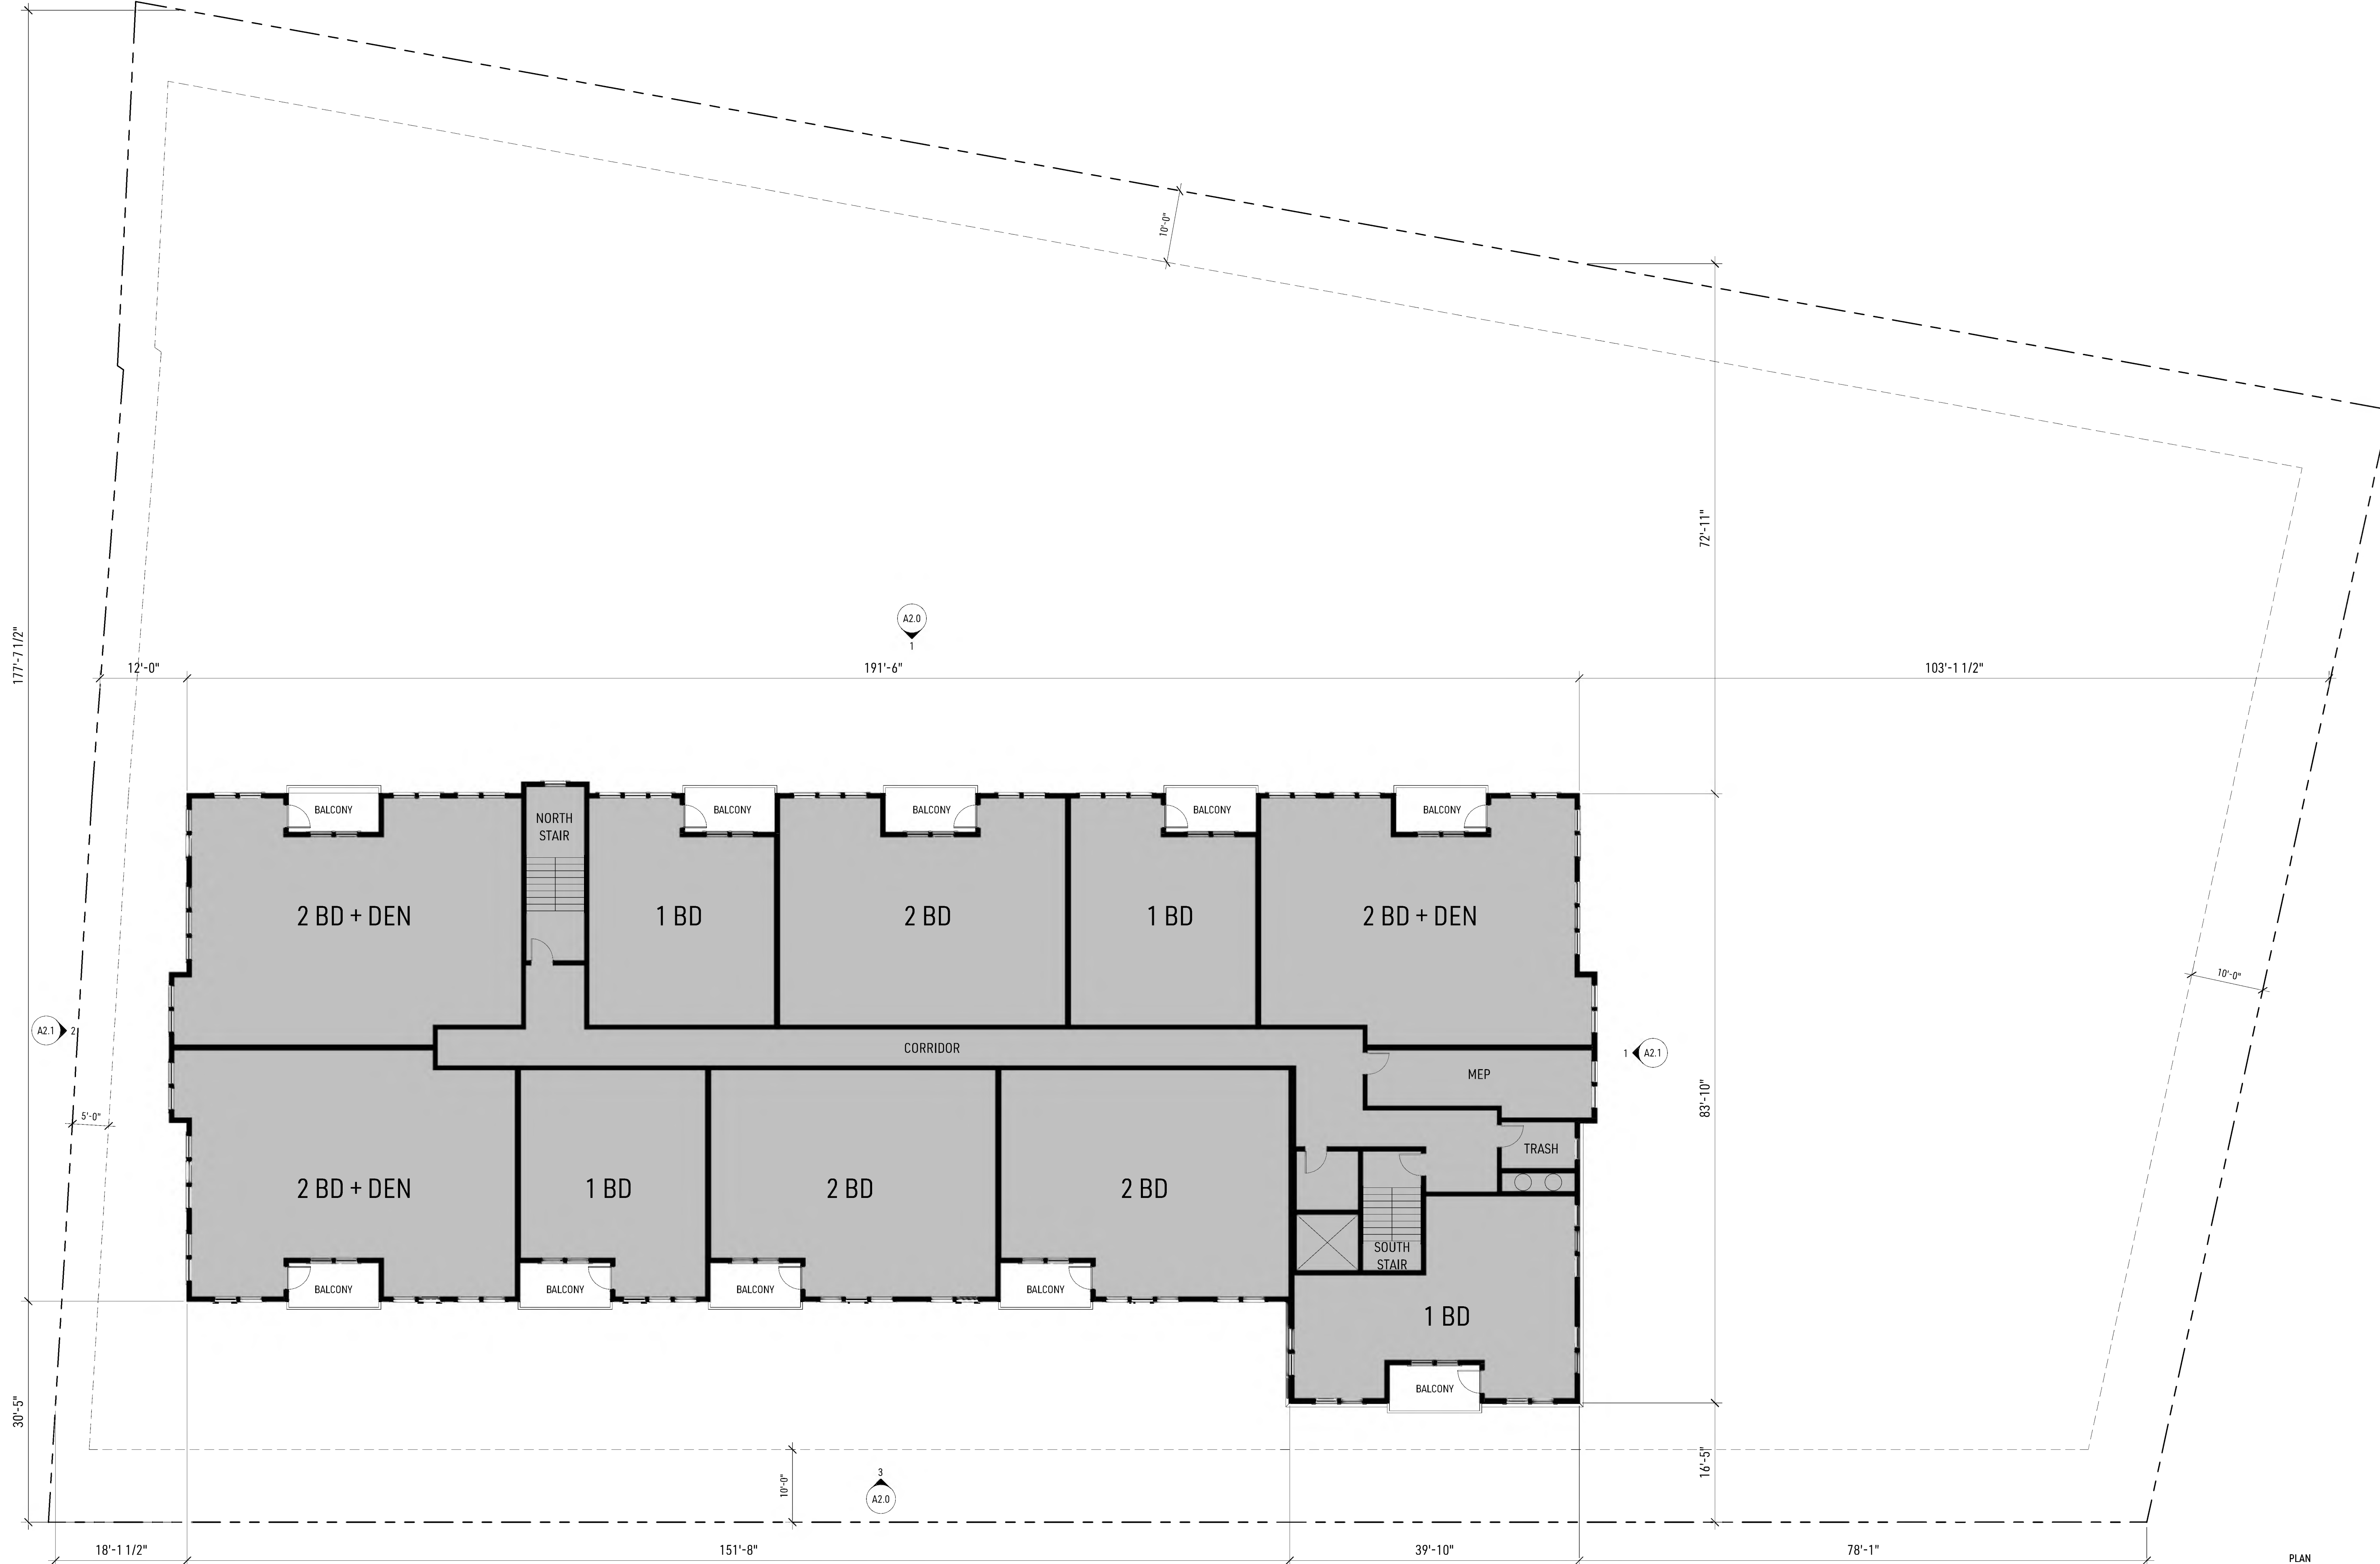 10'-0"
72'-11"
A2.0
1
177'-7 1/2"
12'-0"
191'-6"
103'-1 1/2"
BALCONY
BALCONY
BALCONY
BALCONY
BALCONY
NORTH
STAIR
2 BD + DEN
1 BD
2 BD
1 BD
2 BD + DEN
10'-0"
A2.1
2
CORRIDOR
1
A2.1
MEP
83'-10"
5'-0"
TRASH
2 BD + DEN
1 BD
2 BD
2 BD
SOUTH
STAIR
BALCONY
BALCONY
BALCONY
BALCONY
1 BD
BALCONY
30'-5"
16'-5"
10'-0"
3
A2.0
18'-1 1/2"
151'-8"
39'-10"
78'-1"
PLAN